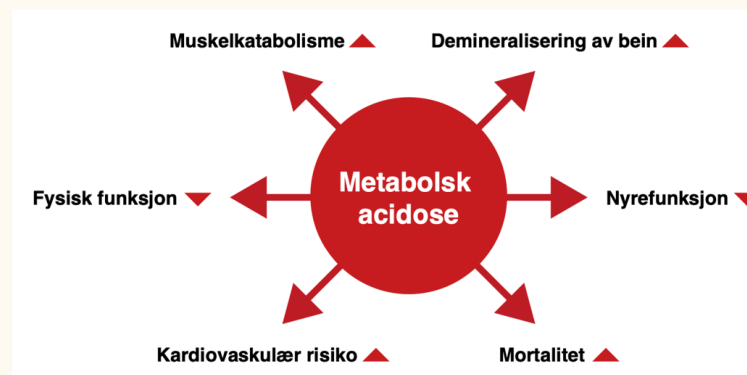 Muskelkatabolisme
Demineralisering av bein
Metabolsk
acidose
Fysisk funksjon
Nyrefunksjon
Kardiovaskulær risiko
Mortalitet